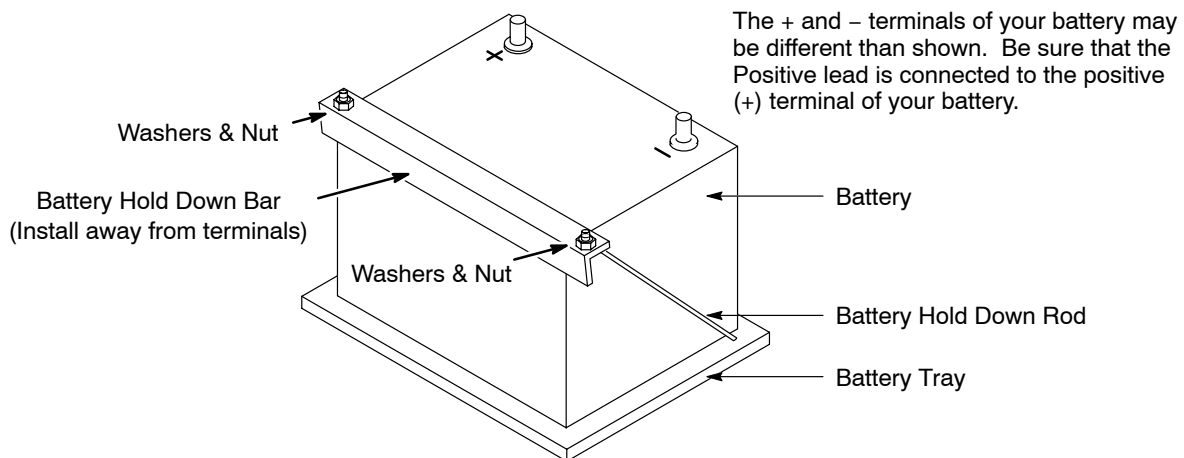 The + and – terminals of your battery may
be different than shown.  Be sure that the
Positive lead is connected to the positive
(+) terminal of your battery.
+
–
Washers & Nut
Battery Hold Down Bar
(Install away from terminals)
Washers & Nut
Battery
Battery Hold Down Rod
Battery Tray